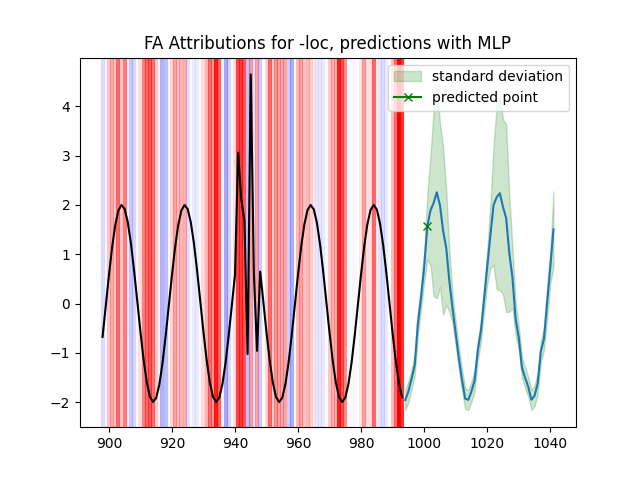 FA Attributions for -loc, predictions with MLP
standard deviation
predicted point
4
3
2
1
0
−1
−2
900 920 940 960 980 1000 1020 1040